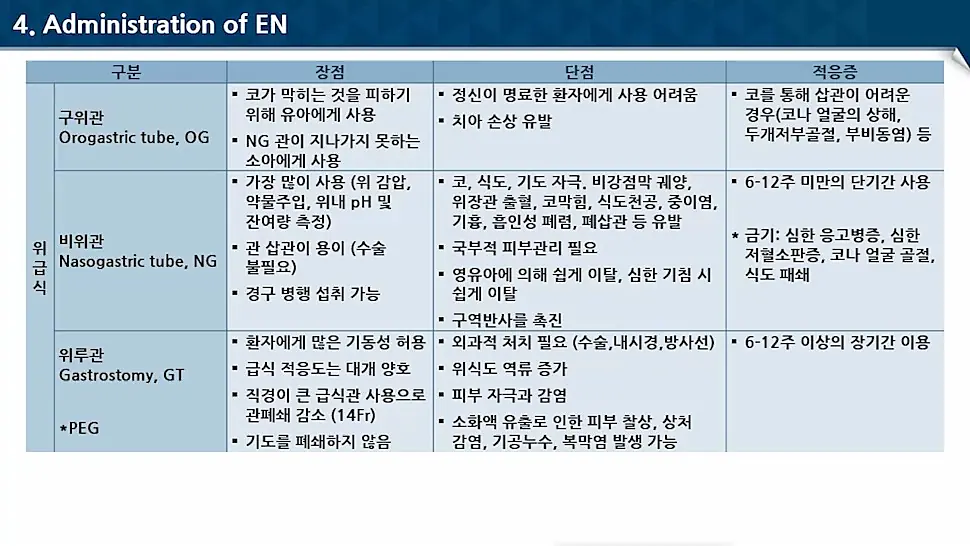 4. Administration of EN
구분
장점
단점
적응증
위급식
구위관
Orogastric tube, OG
▪ 코가 막히는 것을 피하기
위해 유아에게 사용
▪ NG 관이 지나가지 못하는
소아에게 사용
▪ 정신이 명료한 환자에게 사용 어려움
▪ 치아 손상 유발
▪ 코를 통해 삽관이 어려운
경우(코나 얼굴의 상해,
두개저부골절, 부비동염) 등
비위관
Nasogastric tube, NG
▪ 가장 많이 사용 (위 감압,
약물주입, 위내 pH 및
잔여량 측정)
▪ 관 삽관이 용이 (수술
불필요)
▪ 경구 병행 섭취 가능
▪ 코, 식도, 기도 자극, 비강점막 궤양,
위장관 출혈, 코막힘, 식도천공, 중이염,
기흉, 흡인성 폐렴, 폐삽관 등 유발
▪ 국부적 피부관리 필요
▪ 영유아에 의해 쉽게 이탈, 심한 기침 시
쉽게 이탈
▪ 구역반사를 촉진
▪ 6-12주 미만의 단기간 사용
* 금기: 심한 응고병증, 심한
저혈소판증, 코나 얼굴 골절,
식도 패쇄
위루관
Gastrostomy, GT
*PEG
▪ 환자에게 많은 기동성 허용
▪ 급식 적응도는 대개 양호
▪ 직경이 큰 급식관 사용으로
관폐쇄 감소 (14Fr)
▪ 기도를 폐쇄하지 않음
▪ 외과적 처치 필요 (수술,내시경,방사선)
▪ 위식도 역류 증가
▪ 피부 자극과 감염
▪ 소화액 유출로 인한 피부 찰상, 상처
감염, 기공누수, 복막염 발생 가능
▪ 6-12주 이상의 장기간 이용